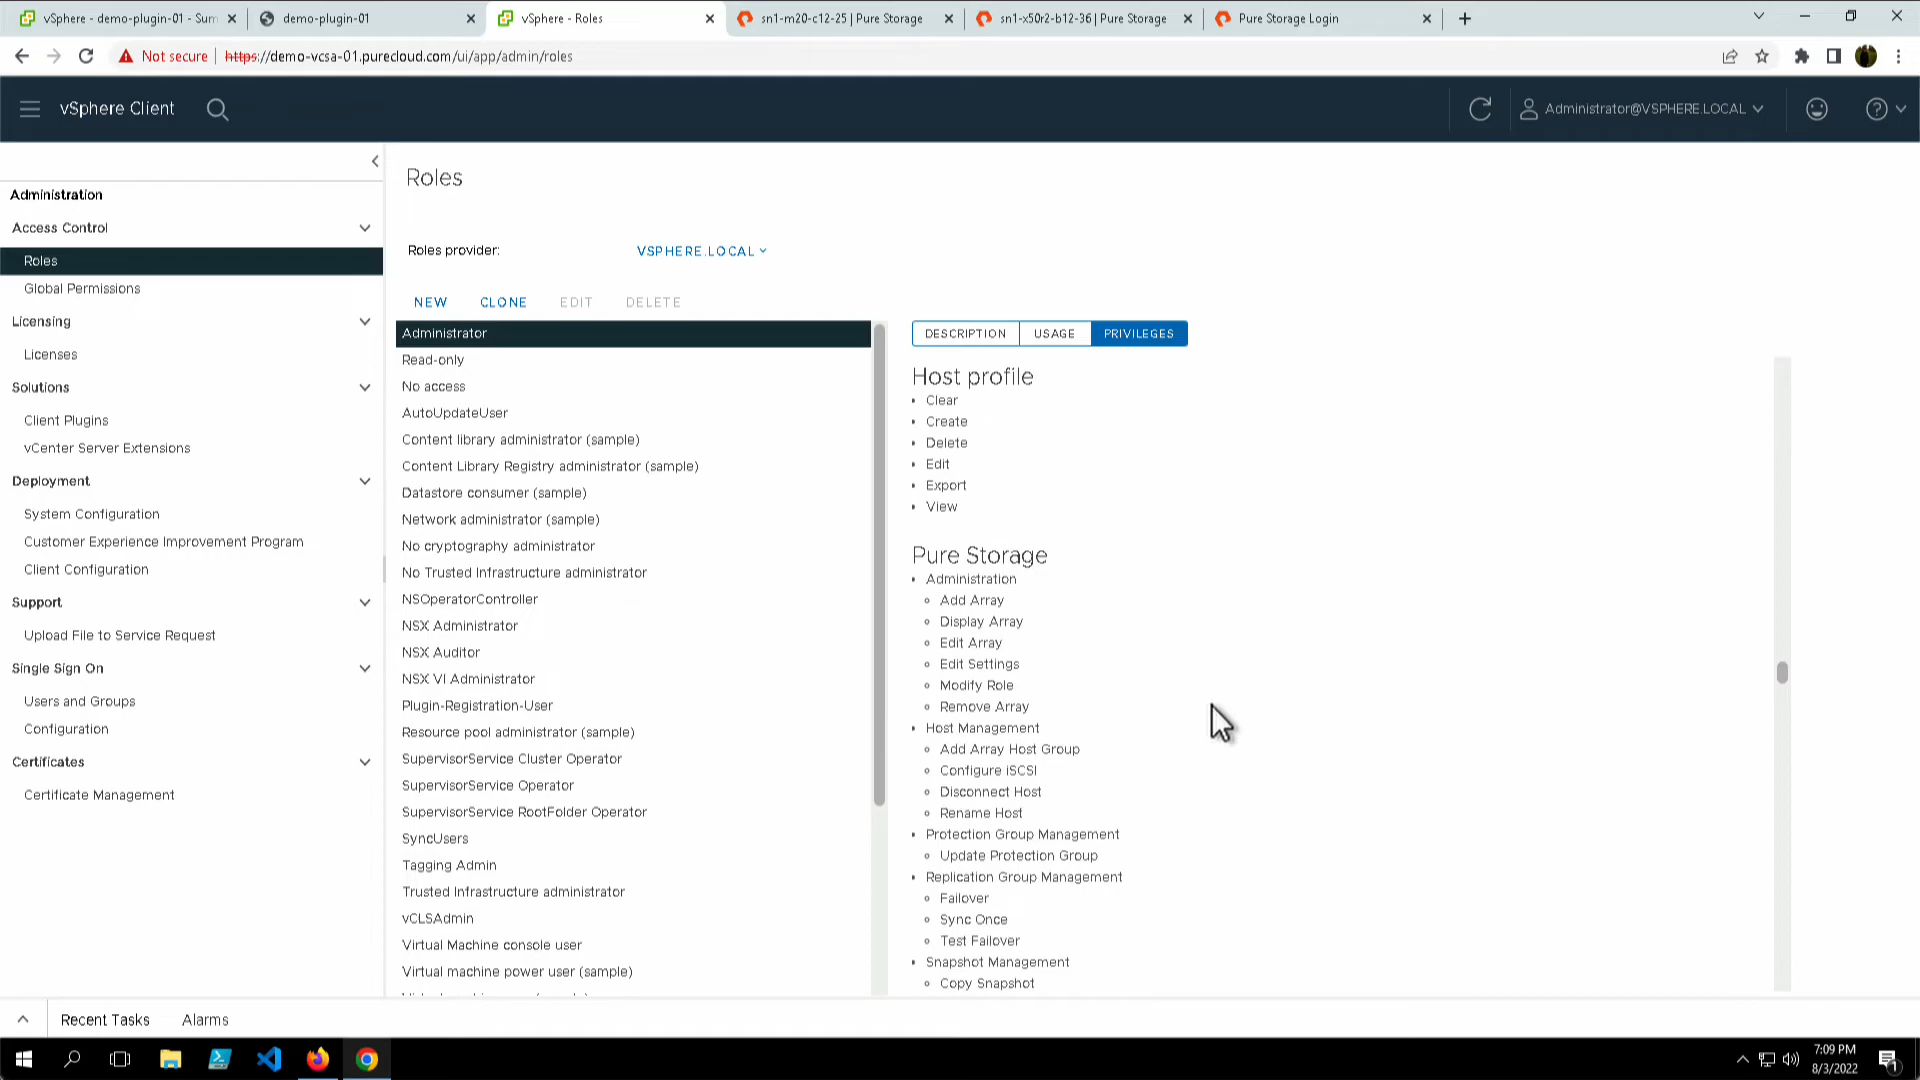 vSphere - demo-plugin-01 - Sum
demo-plugin-01
vSphere - Roles
sn1-m20-c12-25 | Pure Storage
sn1-x50r2-b12-36 | Pure Storage
Pure Storage Login
Not secure
https://demo-vcsa-01.purecloud.com/ui/app/admin/roles
vSphere Client
Administrator@VSPHERE.LOCAL
Administration
Access Control
Roles
Global Permissions
Licensing
Licenses
Solutions
Client Plugins
vCenter Server Extensions
Deployment
System Configuration
Customer Experience Improvement Program
Client Configuration
Support
Upload File to Service Request
Single Sign On
Users and Groups
Configuration
Certificates
Certificate Management
Roles
Roles provider:
VSPHERE.LOCAL
NEW
CLONE
EDIT
DELETE
Administrator
Read-only
No access
AutoUpdateUser
Content library administrator (sample)
Content Library Registry administrator (sample)
Datastore consumer (sample)
Network administrator (sample)
No cryptography administrator
No Trusted Infrastructure administrator
NSOperatorController
NSX Administrator
NSX Auditor
NSX VI Administrator
Plugin-Registration-User
Resource pool administrator (sample)
SupervisorService Cluster Operator
SupervisorService Operator
SupervisorService RootFolder Operator
SyncUsers
Tagging Admin
Trusted Infrastructure administrator
vCLSAdmin
Virtual Machine console user
Virtual machine power user (sample)
DESCRIPTION
USAGE
PRIVILEGES
Host profile
• Clear
• Create
• Delete
• Edit
• Export
• View
Pure Storage
• Administration
◦ Add Array
◦ Display Array
◦ Edit Array
◦ Edit Settings
◦ Modify Role
◦ Remove Array
• Host Management
◦ Add Array Host Group
◦ Configure iSCSI
◦ Disconnect Host
◦ Rename Host
• Protection Group Management
◦ Update Protection Group
• Replication Group Management
◦ Failover
◦ Sync Once
◦ Test Failover
• Snapshot Management
◦ Copy Snapshot
Recent Tasks
Alarms
7:09 PM
8/3/2022
1